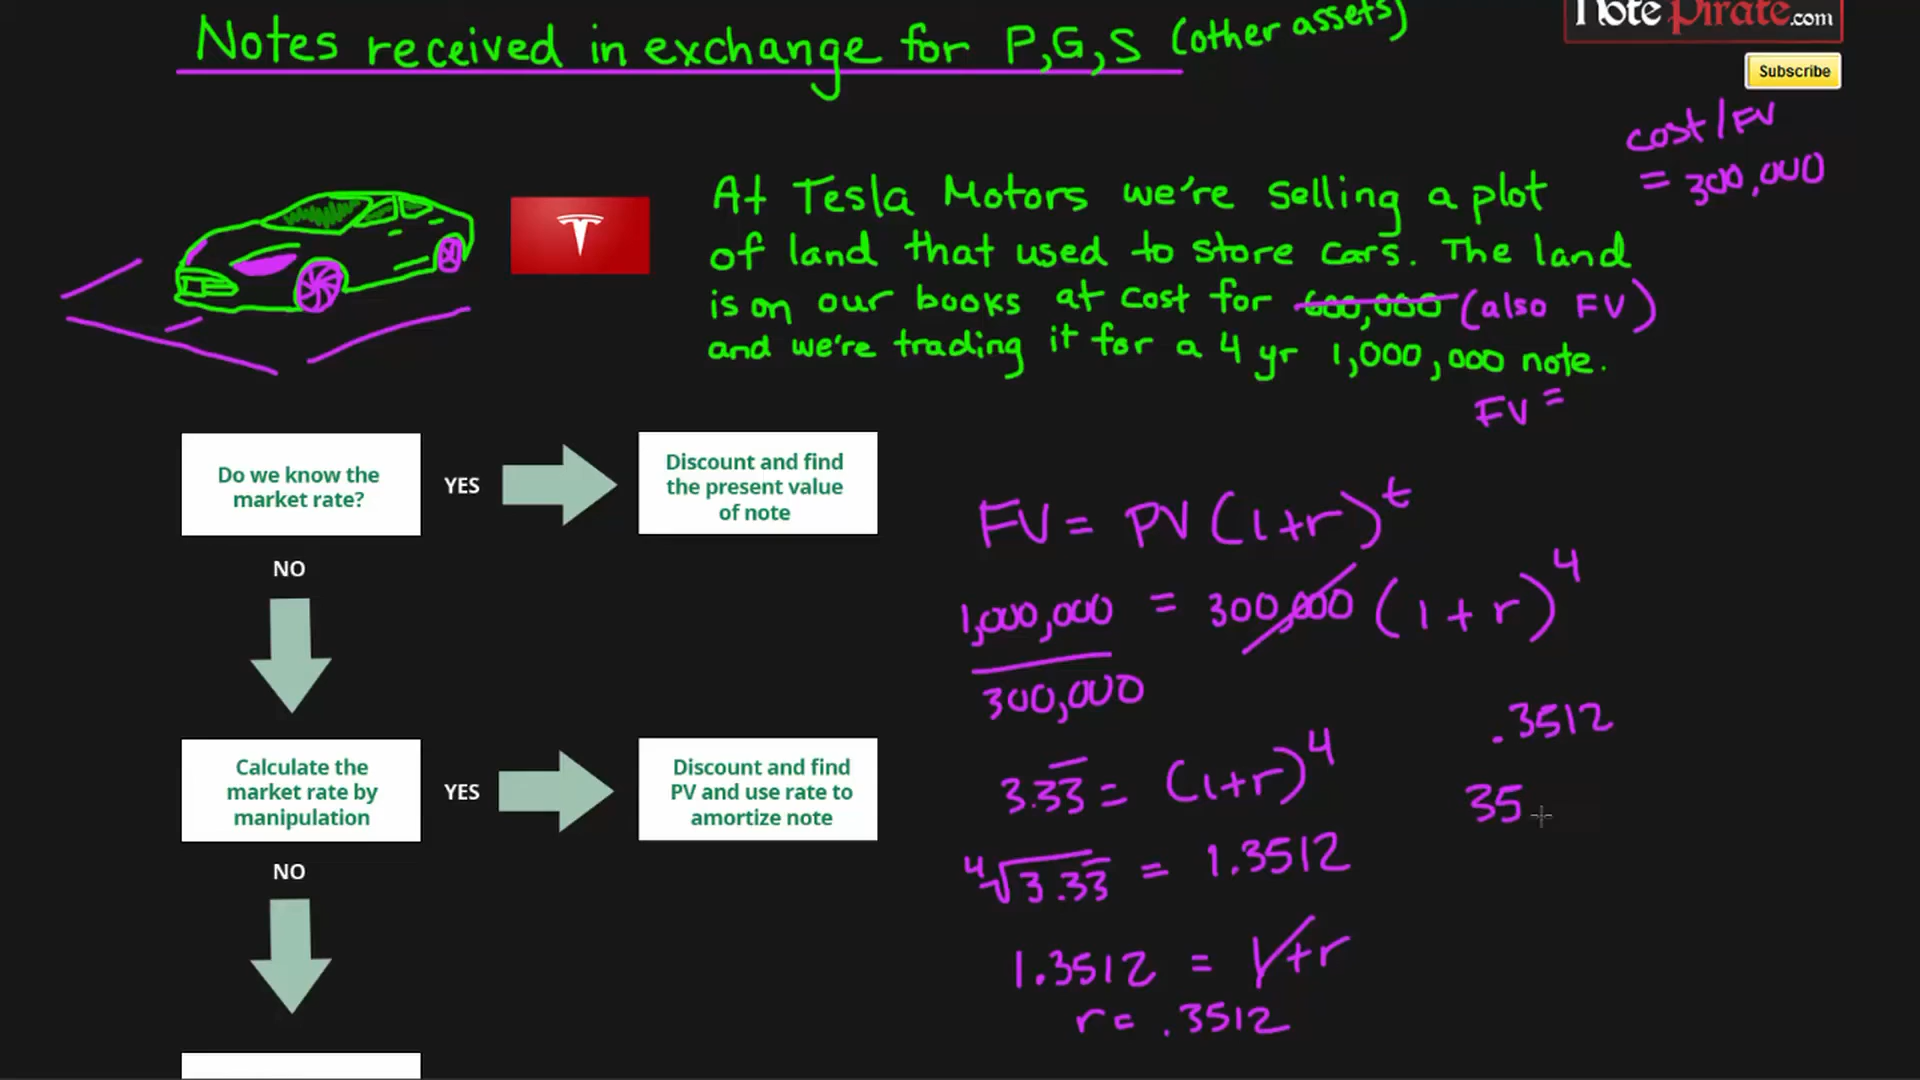 Notes received in exchange for P,G,S (other assets)
Note Pirate.com
Subscribe
cost/FV
= 300,000
At Tesla Motors we're selling a plot
of land that used to store cars. The land
is on our books at cost for 600,000 (also FV)
and we're trading it for a 4 yr 1,000,000 note.
FV =
Do we know the
market rate?
YES
Discount and find
the present value
of note
NO
Calculate the
market rate by
manipulation
YES
Discount and find
PV and use rate to
amortize note
NO
FV = PV(1+r)^t
1,000,000 = 300,000 (1+r)^4
300,000
3.33 = (1+r)^4
4√3.33 = 1.3512
1.3512 = 1+r
r = .3512
.3512
35